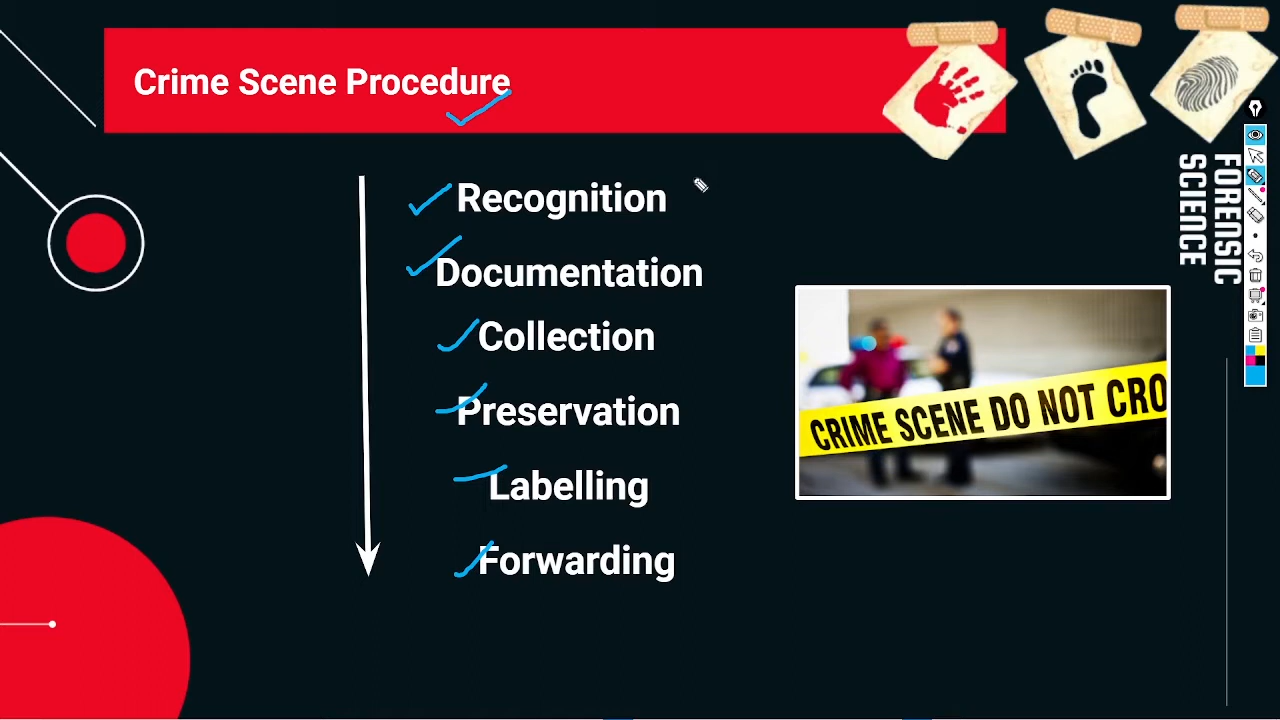 Crime Scene Procedure
Recognition
Documentation
Collection
Preservation
Labelling
Forwarding
FORENSIC
SCIENCE
CRIME SCENE DO NOT CRO